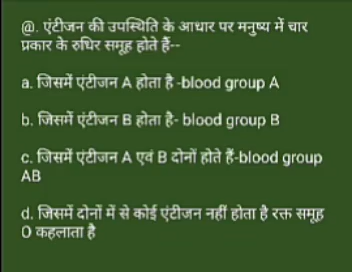 @. एंटीजन की उपस्थिति के आधार पर मनुष्य में चार
प्रकार के रुधिर समूह होते हैं--
a. जिसमें एंटीजन A होता है -blood group A
b. जिसमें एंटीजन B होता है- blood group B
c. जिसमें एंटीजन A एवं B दोनों होते हैं-blood group
AB
d. जिसमें दोनों में से कोई एंटीजन नहीं होता है रक्त समूह
O कहलाता है